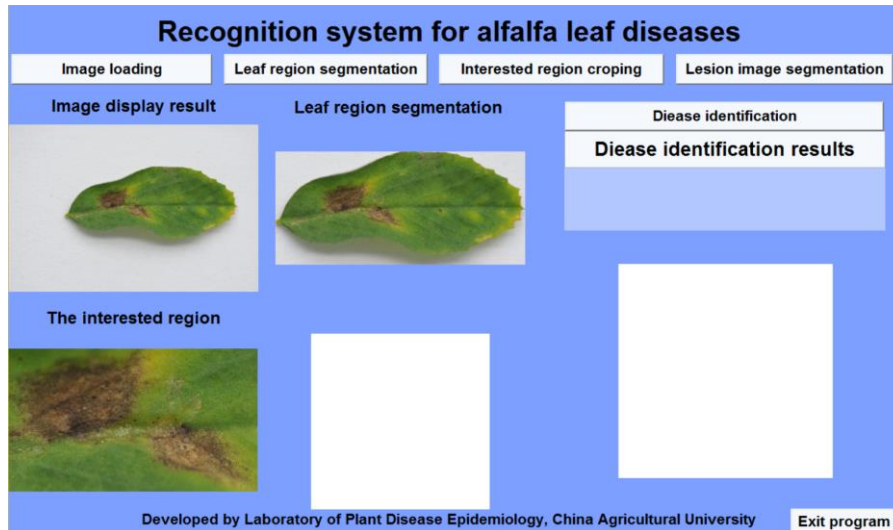 Recognition system for alfalfa leaf diseases
Image loading
Leaf region segmentation
Interested region croping
Lesion image segmentation
Image display result
Leaf region segmentation
Diease identification
Diease identification results
The interested region
Developed by Laboratory of Plant Disease Epidemiology, China Agricultural University
Exit program